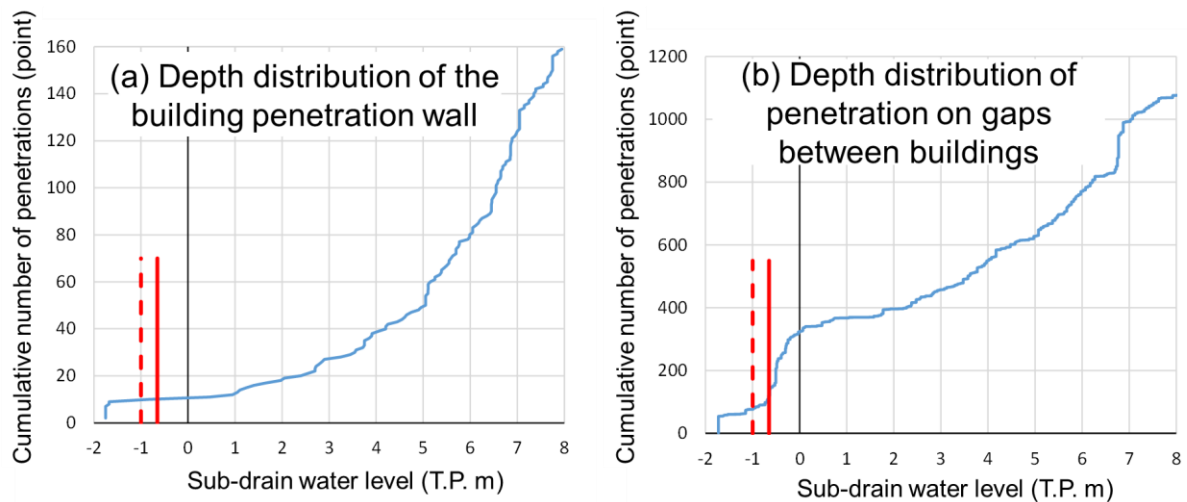 Cumulative number of penetrations (point)
160
140
120
100
80
60
40
20
0
(a) Depth distribution of the
building penetration wall
-2 -1 0 1 2 3 4 5 6 7 8
Sub-drain water level (T.P. m)
Cumulative number of penetrations (point)
1200
1000
800
600
400
200
0
(b) Depth distribution of
penetration on gaps
between buildings
-2 -1 0 1 2 3 4 5 6 7 8
Sub-drain water level (T.P. m)